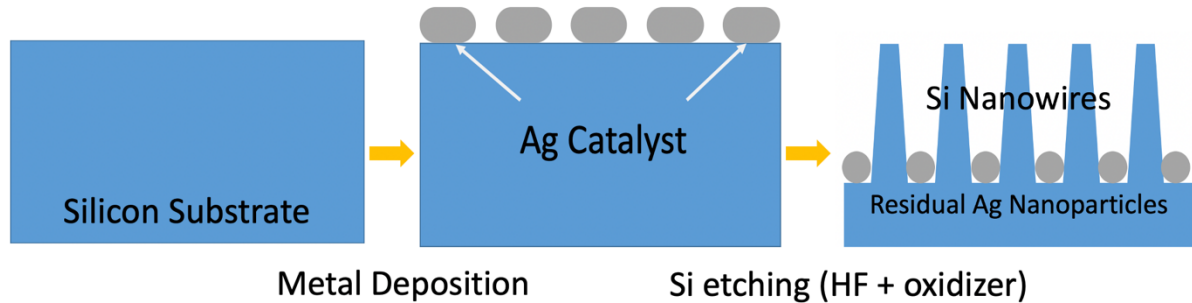 Silicon Substrate
Ag Catalyst
Si Nanowires
Residual Ag Nanoparticles
Metal Deposition
Si etching (HF + oxidizer)